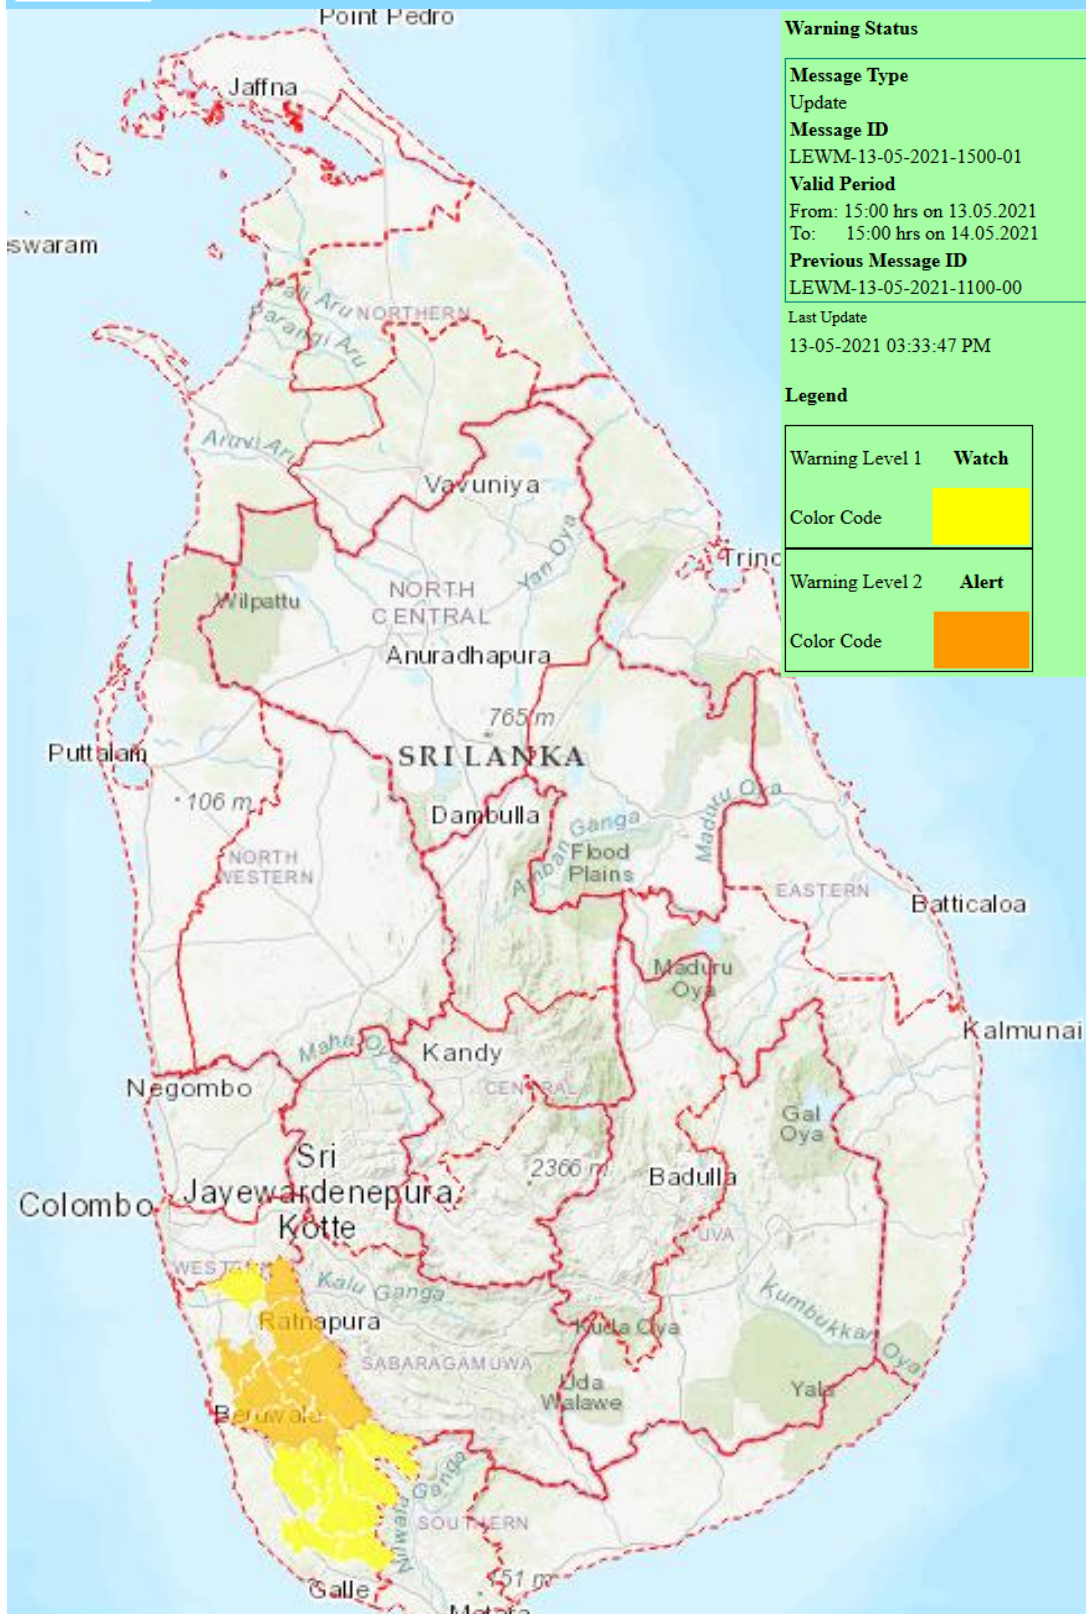 Point Pedro
Jaffna
eswaram
Pali Aru
NORTHERN
Parangi Aru
Aruvi Aru
Vavuniya
Yan Oya
Trinc
NORTH
CENTRAL
Wilpattu
Anuradhapura
765 m
SRI LANKA
Puttalam
106 m
Dambulla
Amban Ganga
Maduru Oya
Flood
Plains
NORTH
WESTERN
EASTERN
Batticaloa
Maduru
Oya
Kalmunai
Maha Oya
Kandy
CENTRAL
Negombo
Gal
Oya
Sri
Jayewardenepura
Kotte
2366 m
Badulla
Colombo
UVA
WESTERN
Kalu Ganga
Kumbukkan Oya
Ratnapura
Kuda Oya
SABARAGAMUWA
Uda
Walawe
Yala
Beruwala
Nilwala Ganga
SOUTHERN
Galle
151 m
Matara
Warning Status
Message Type
Update
Message ID
LEWM-13-05-2021-1500-01
Valid Period
From: 15:00 hrs on 13.05.2021
To: 15:00 hrs on 14.05.2021
Previous Message ID
LEWM-13-05-2021-1100-00
Last Update
13-05-2021 03:33:47 PM
Legend
Warning Level 1 Watch
Color Code
Warning Level 2 Alert
Color Code